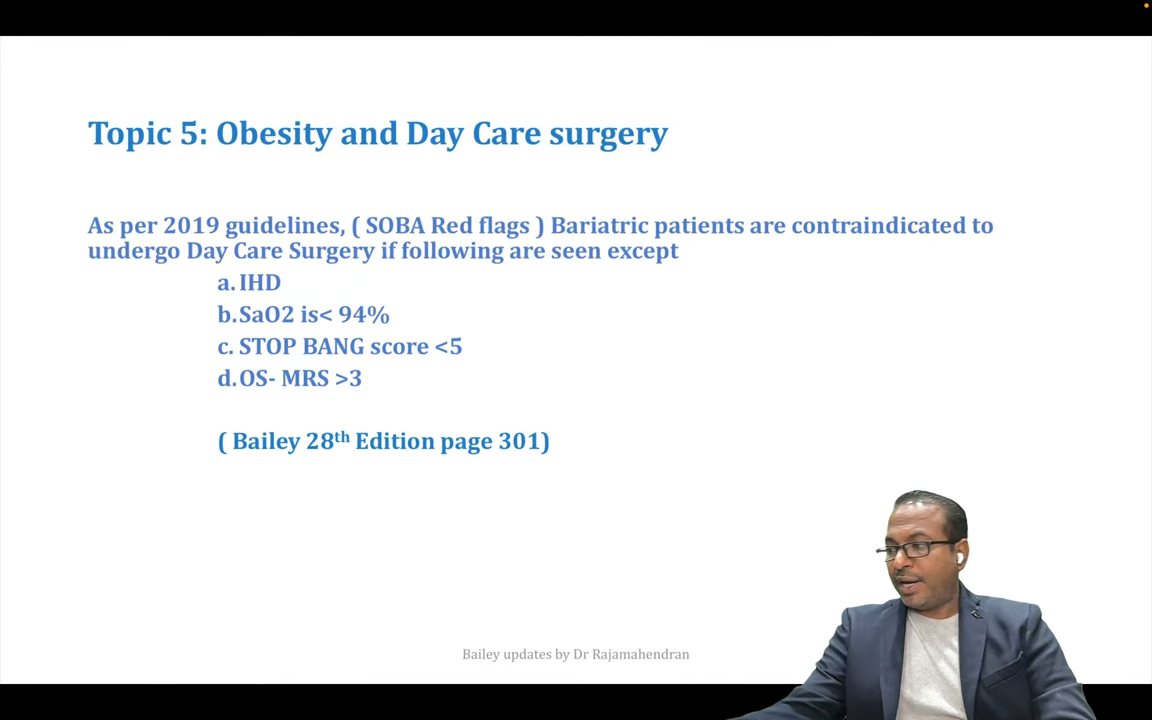 Topic 5: Obesity and Day Care surgery
As per 2019 guidelines, ( SOBA Red flags ) Bariatric patients are contraindicated to
undergo Day Care Surgery if following are seen except
a. IHD
b. SaO2 is< 94%
c. STOP BANG score <5
d. OS- MRS >3
( Bailey 28th Edition page 301)
Bailey updates by Dr Rajamahendran